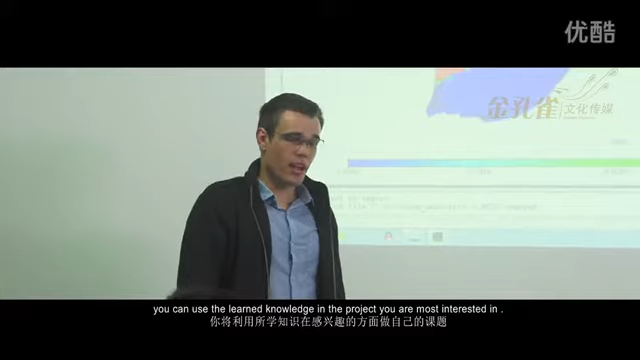 优酷
金孔雀 文化传媒
you can use the learned knowledge in the project you are most interested in .
你将利用所学知识在感兴趣的方面做自己的课题